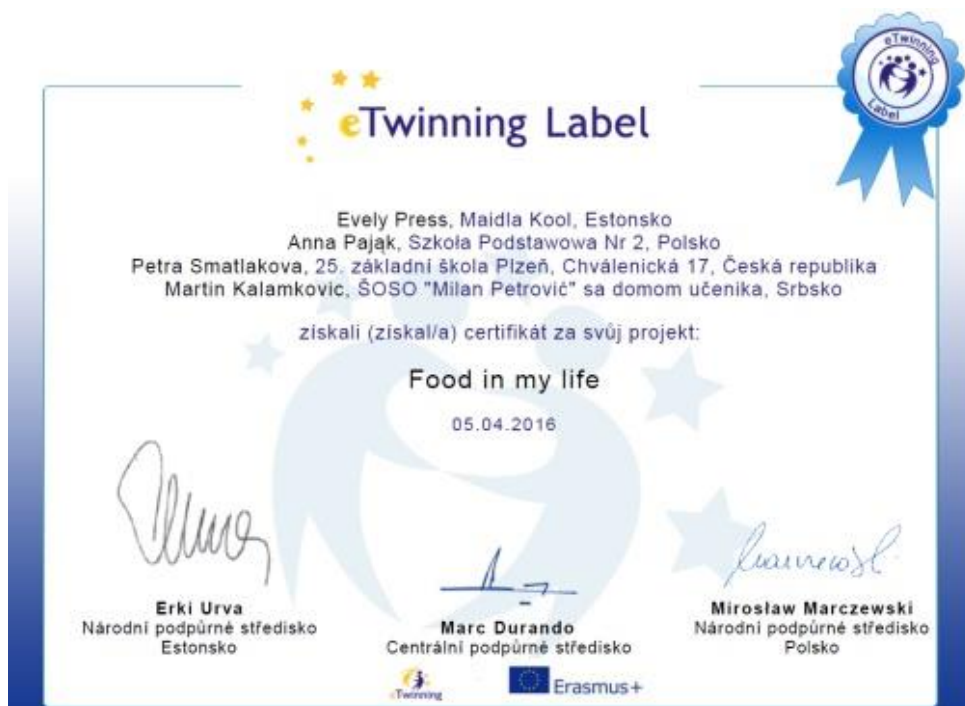 eTwinning
Label
eTwinning Label
Evely Press, Maidla Kool, Estonsko
Anna Pająk, Szkoła Podstawowa Nr 2, Polsko
Petra Smatlakova, 25. základní škola Plzeň, Chválenická 17, Česká republika
Martin Kalamkovic, ŠOSO "Milan Petrović" sa domom učenika, Srbsko
získali (získal/a) certifikát za svůj projekt:
Food in my life
05.04.2016
Erki Urva
Národní podpůrné středisko
Estonsko
Marc Durando
Centrální podpůrné středisko
Mirosław Marczewski
Národní podpůrné středisko
Polsko
eTwinning
Erasmus+